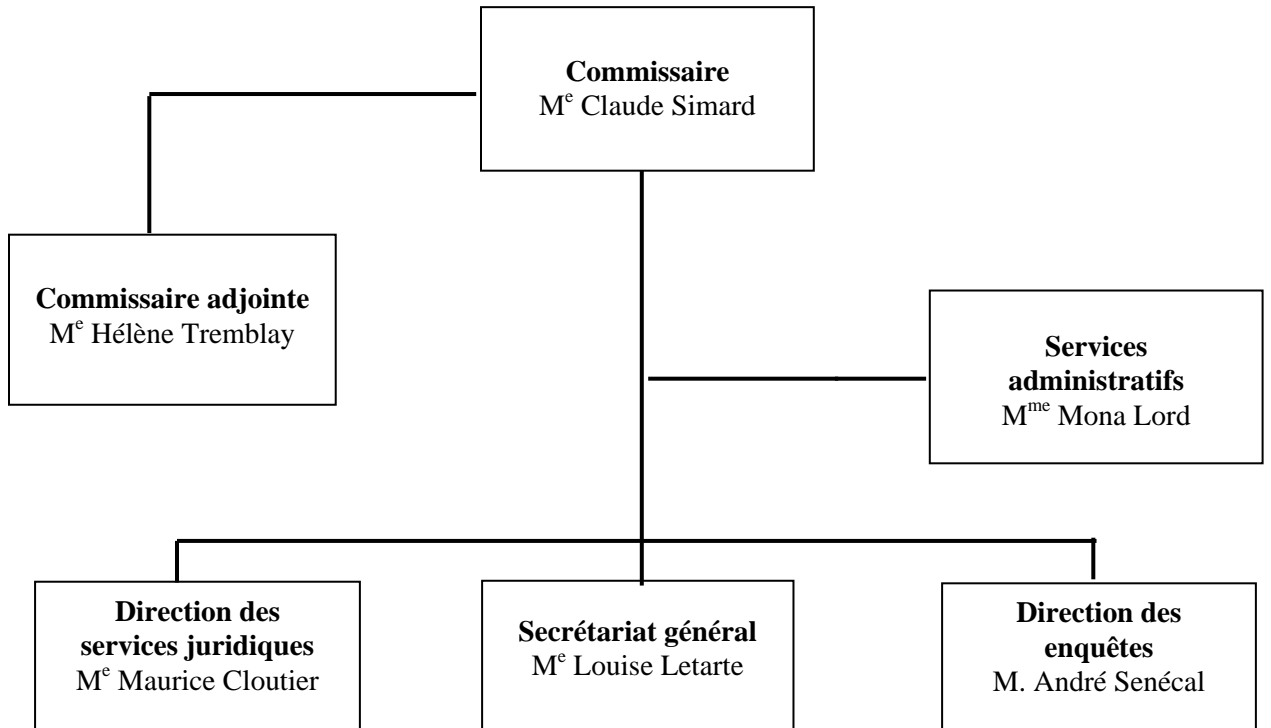 Commissaire
Me Claude Simard
Commissaire adjointe
Me Hélène Tremblay
Services
administratifs
Mme Mona Lord
Direction des
services juridiques
Me Maurice Cloutier
Secrétariat général
Me Louise Letarte
Direction des
enquêtes
M. André Senécal